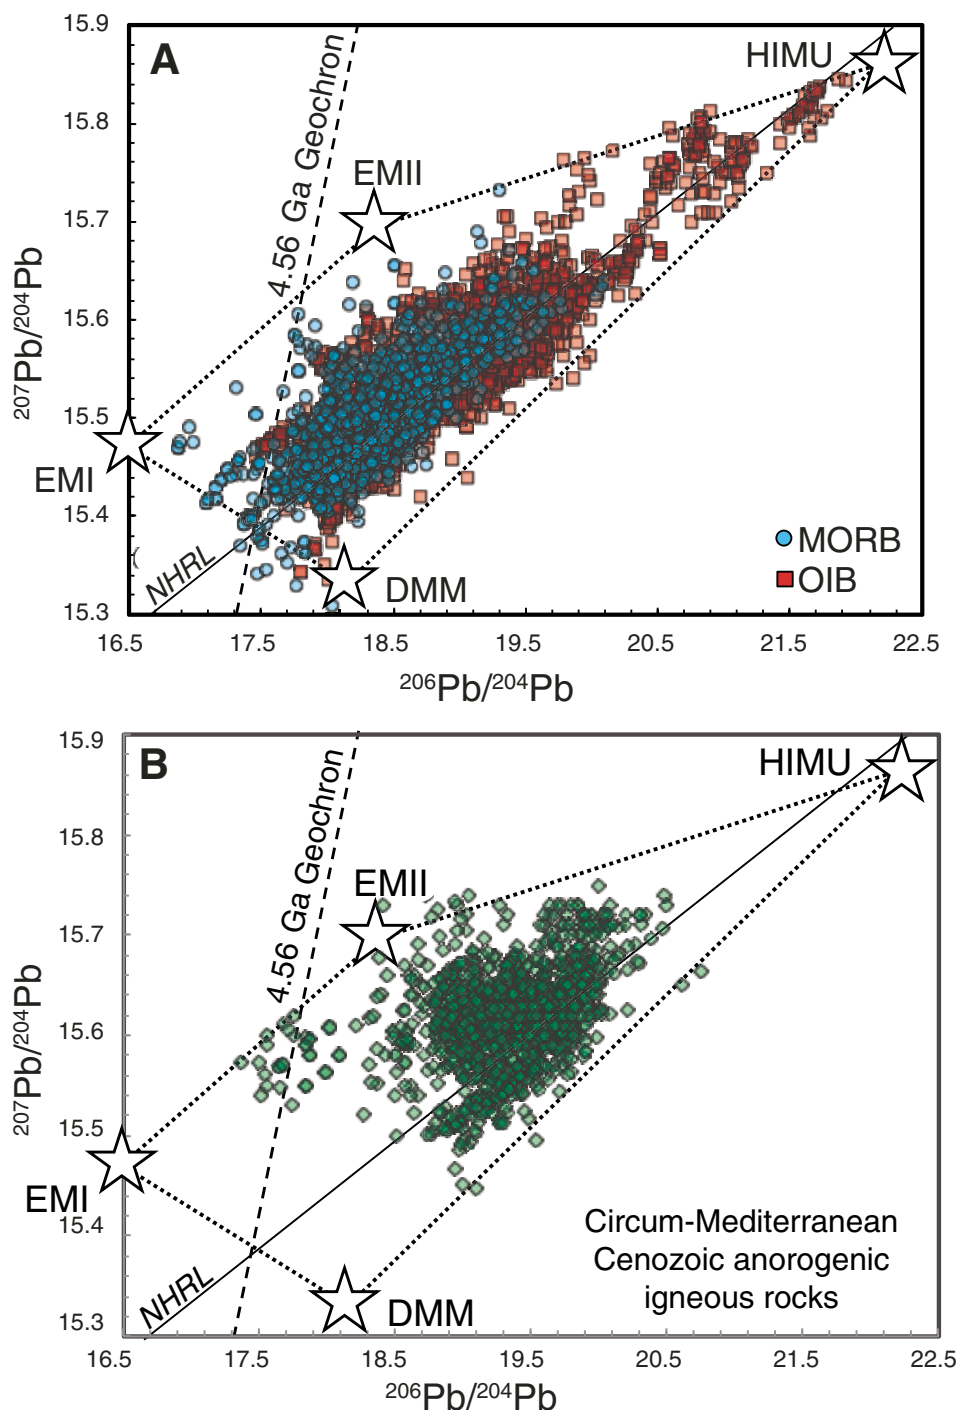 15.9
A
HIMU
15.8
4.56 Ga Geochron
EMII
15.7
207Pb/204Pb
15.6
15.5
EMI
15.4
NHRL
DMM
MORB
OIB
15.3
16.5 17.5 18.5 19.5 20.5 21.5 22.5
206Pb/204Pb
15.9
B
HIMU
15.8
4.56 Ga Geochron
EMII
15.7
207Pb/204Pb
15.6
15.5
EMI
15.4
Circum-Mediterranean
Cenozoic anorogenic
igneous rocks
NHRL
DMM
15.3
16.5 17.5 18.5 19.5 20.5 21.5 22.5
206Pb/204Pb